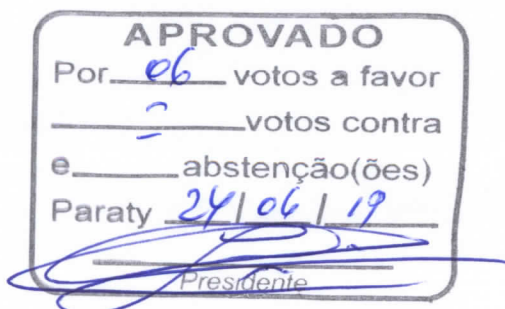 APROVADO
Por 06 votos a favor
votos contra
e abstenção(ões)
Paraty 24 / 06 / 19
Presidente